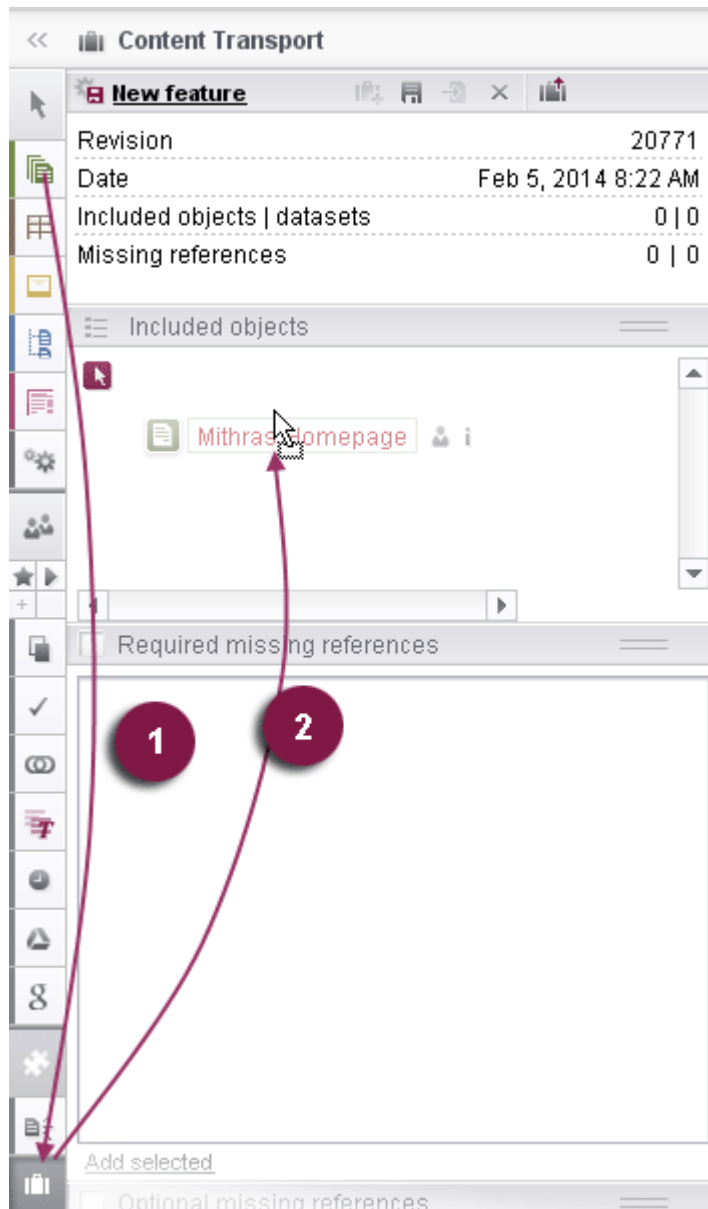 Content Transport
New feature
Revision 20771
Date Feb 5, 2014 8:22 AM
Included objects | datasets 0 | 0
Missing references 0 | 0
Included objects
Mithras Homepage i
Required missing references
1
2
g
Add selected
Optional missing references